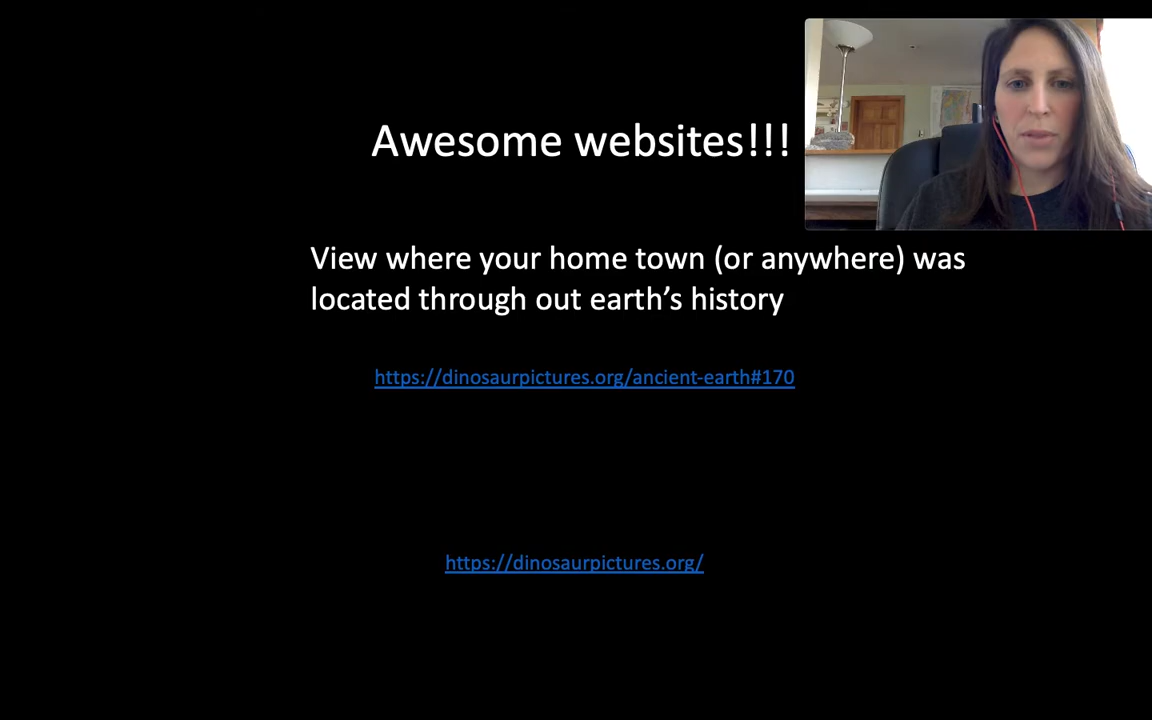 Awesome websites!!!
View where your home town (or anywhere) was
located through out earth's history
https://dinosaurpictures.org/ancient-earth#170
https://dinosaurpictures.org/